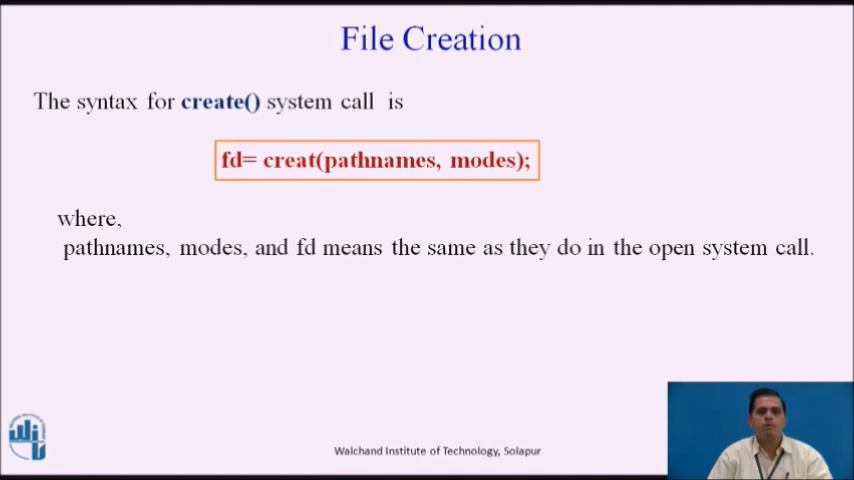 File Creation
The syntax for create() system call is
fd= creat(pathnames, modes);
where,
pathnames, modes, and fd means the same as they do in the open system call.
Walchand Institute of Technology, Solapur